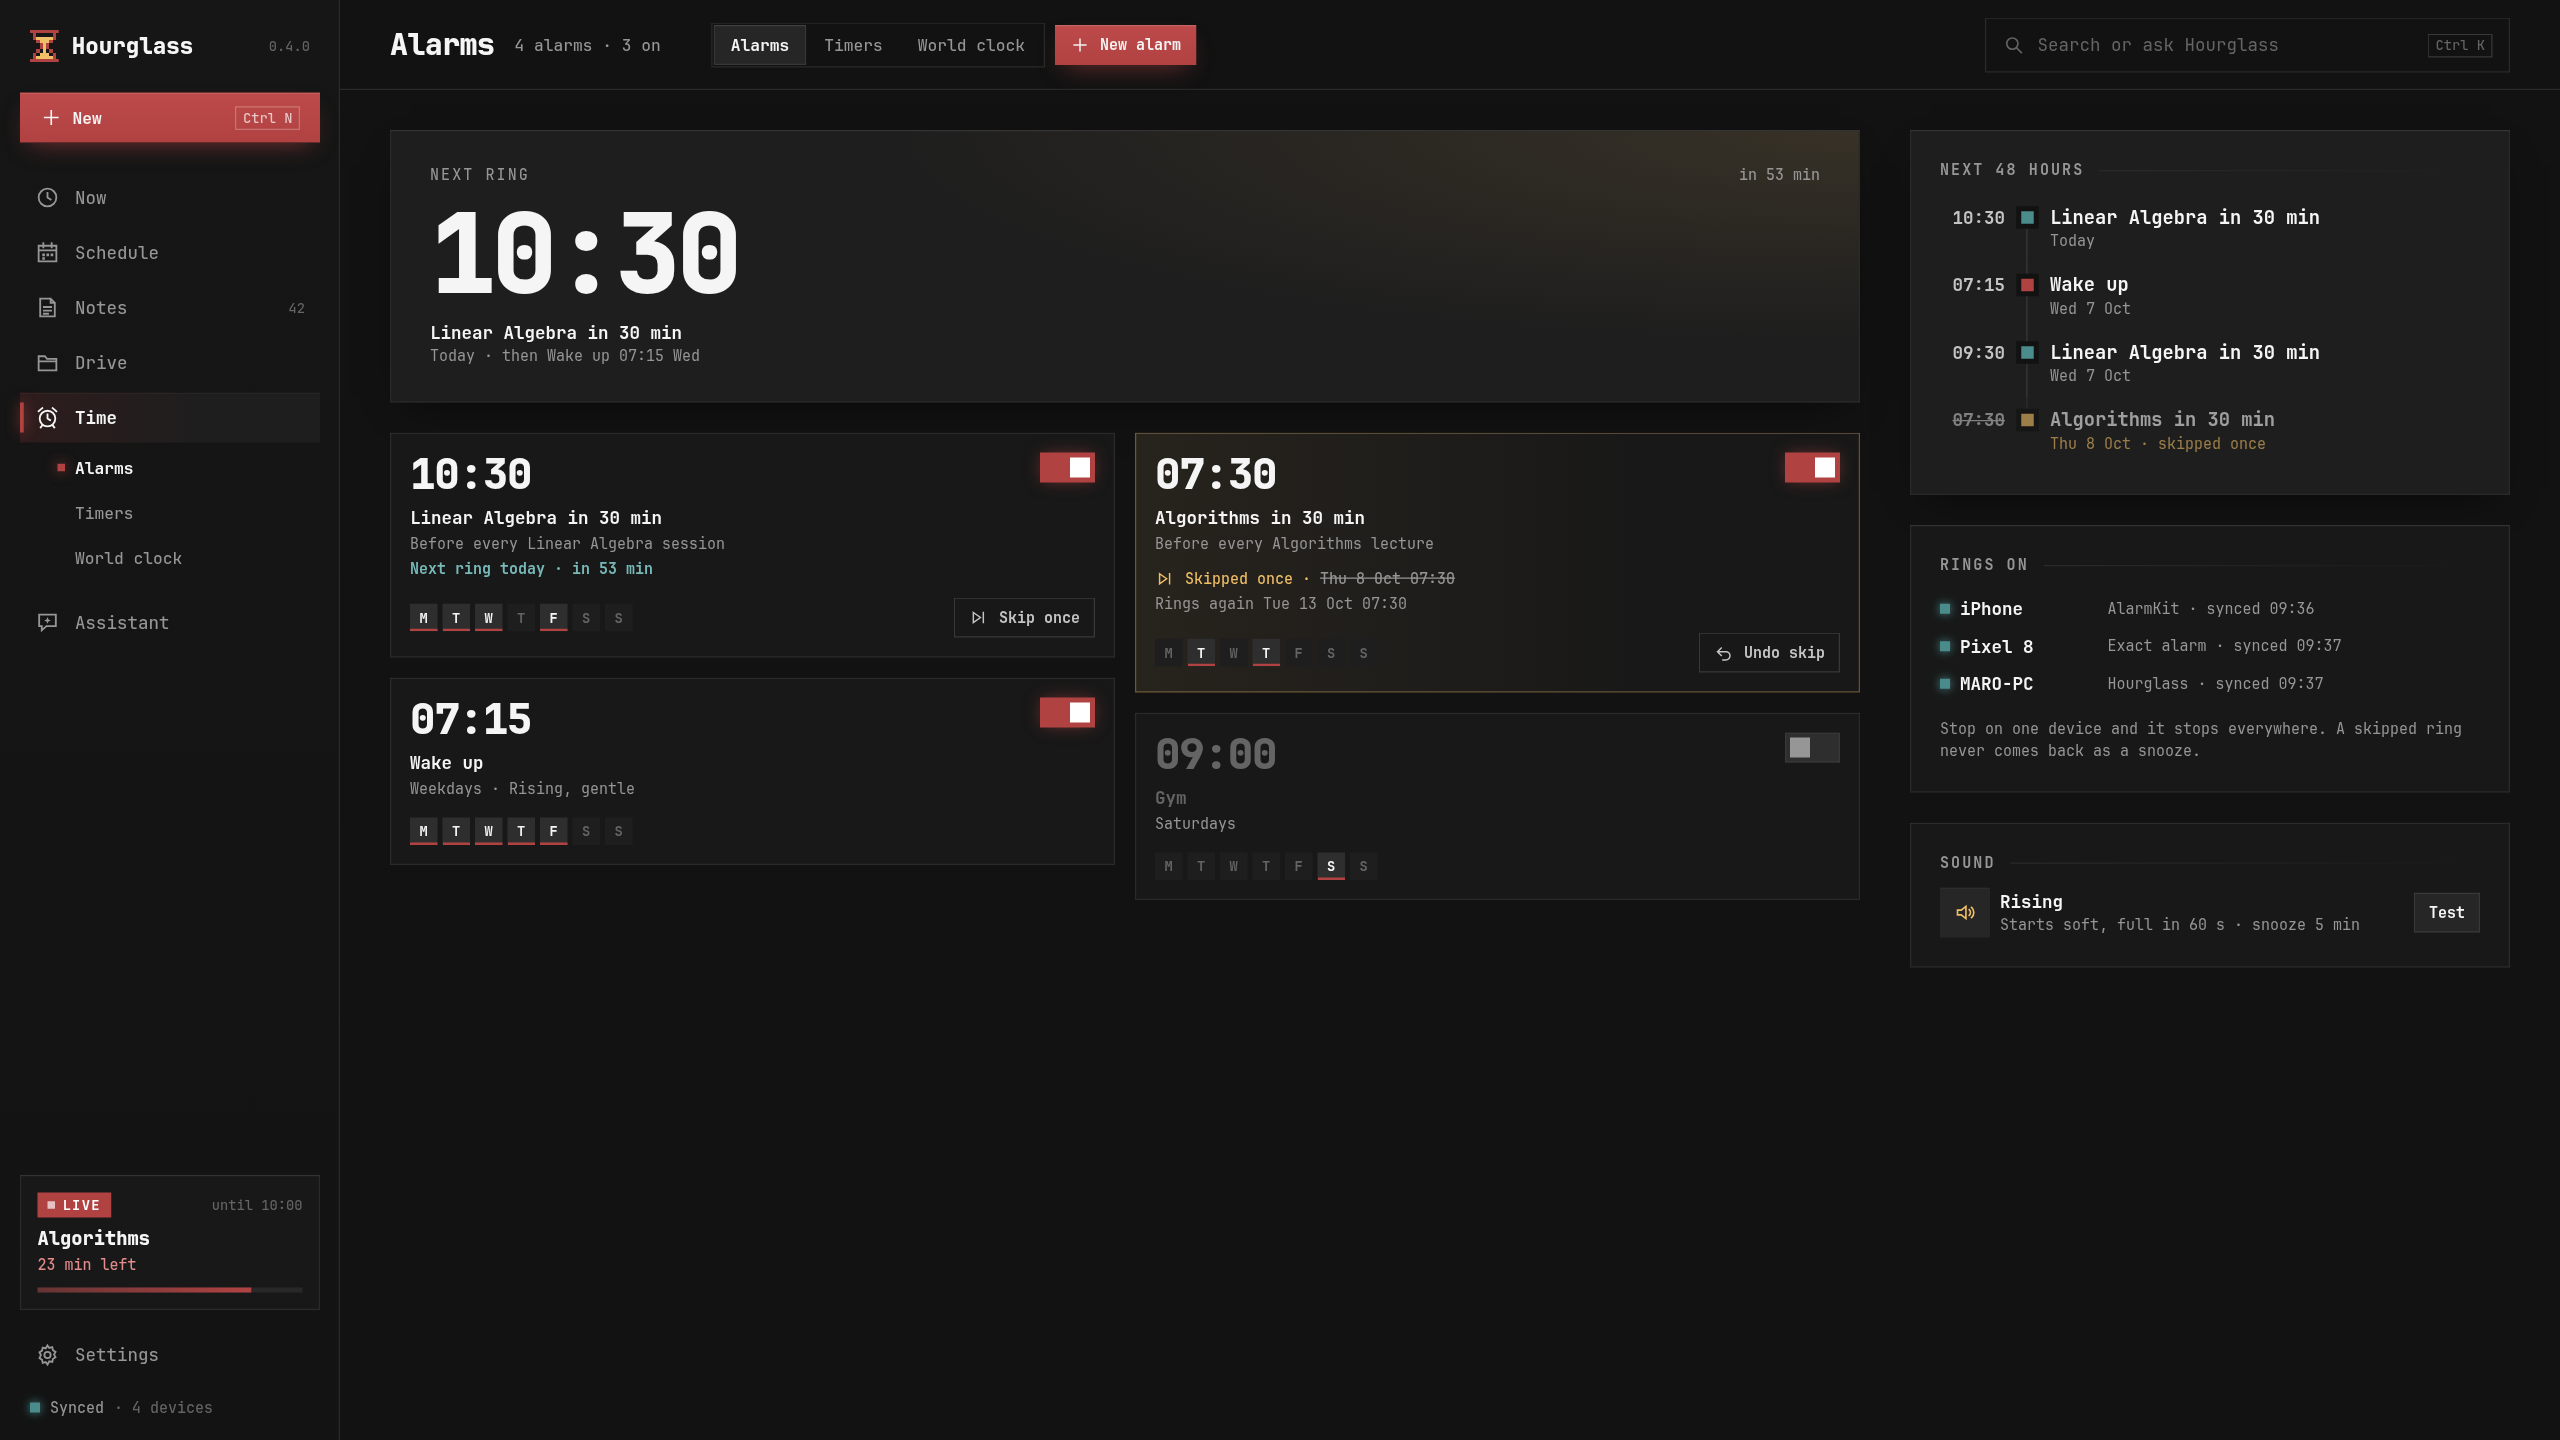 Hourglass 0.4.0
New Ctrl N
Now
Schedule
Notes 42
Drive
Time
Alarms
Timers
World clock
Assistant
LIVE until 10:00
Algorithms
23 min left
Settings
Synced · 4 devices
Alarms 4 alarms · 3 on
Alarms Timers World clock
New alarm
Search or ask Hourglass Ctrl K
NEXT RING in 53 min
10:30
Linear Algebra in 30 min
Today · then Wake up 07:15 Wed
10:30
Linear Algebra in 30 min
Before every Linear Algebra session
Next ring today · in 53 min
M T W T F S S
Skip once
07:30
Algorithms in 30 min
Before every Algorithms lecture
Skipped once · Thu 8 Oct 07:30
Rings again Tue 13 Oct 07:30
M T W T F S S
Undo skip
07:15
Wake up
Weekdays · Rising, gentle
M T W T F S S
09:00
Gym
Saturdays
M T W T F S S
NEXT 48 HOURS
10:30 Linear Algebra in 30 min
Today
07:15 Wake up
Wed 7 Oct
09:30 Linear Algebra in 30 min
Wed 7 Oct
07:30 Algorithms in 30 min
Thu 8 Oct · skipped once
RINGS ON
iPhone AlarmKit · synced 09:36
Pixel 8 Exact alarm · synced 09:37
MARO-PC Hourglass · synced 09:37
Stop on one device and it stops everywhere. A skipped ring
never comes back as a snooze.
SOUND
Rising
Starts soft, full in 60 s · snooze 5 min
Test